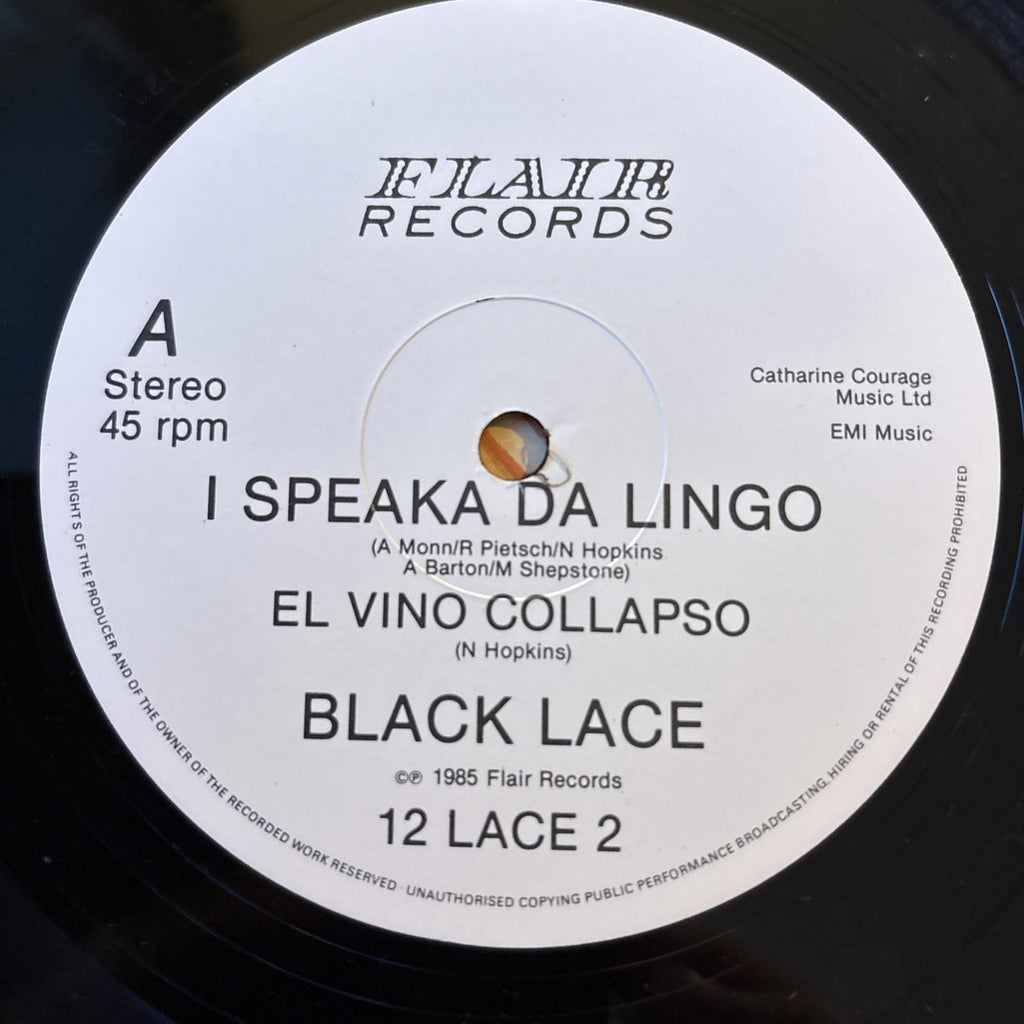 FLAIR
RECORDS
A
Stereo
45 rpm
Catharine Courage
Music Ltd
EMI Music
I SPEAKA DA LINGO
(A Monn/R Pietsch/N Hopkins
A Barton/M Shepstone)
EL VINO COLLAPSO
(N Hopkins)
BLACK LACE
©℗ 1985 Flair Records
12 LACE 2
ALL RIGHTS OF THE PRODUCER AND OF THE OWNER OF THE RECORDED WORK RESERVED · UNAUTHORISED COPYING PUBLIC PERFORMANCE BROADCASTING, HIRING OR RENTAL OF THIS RECORDING PROHIBITED